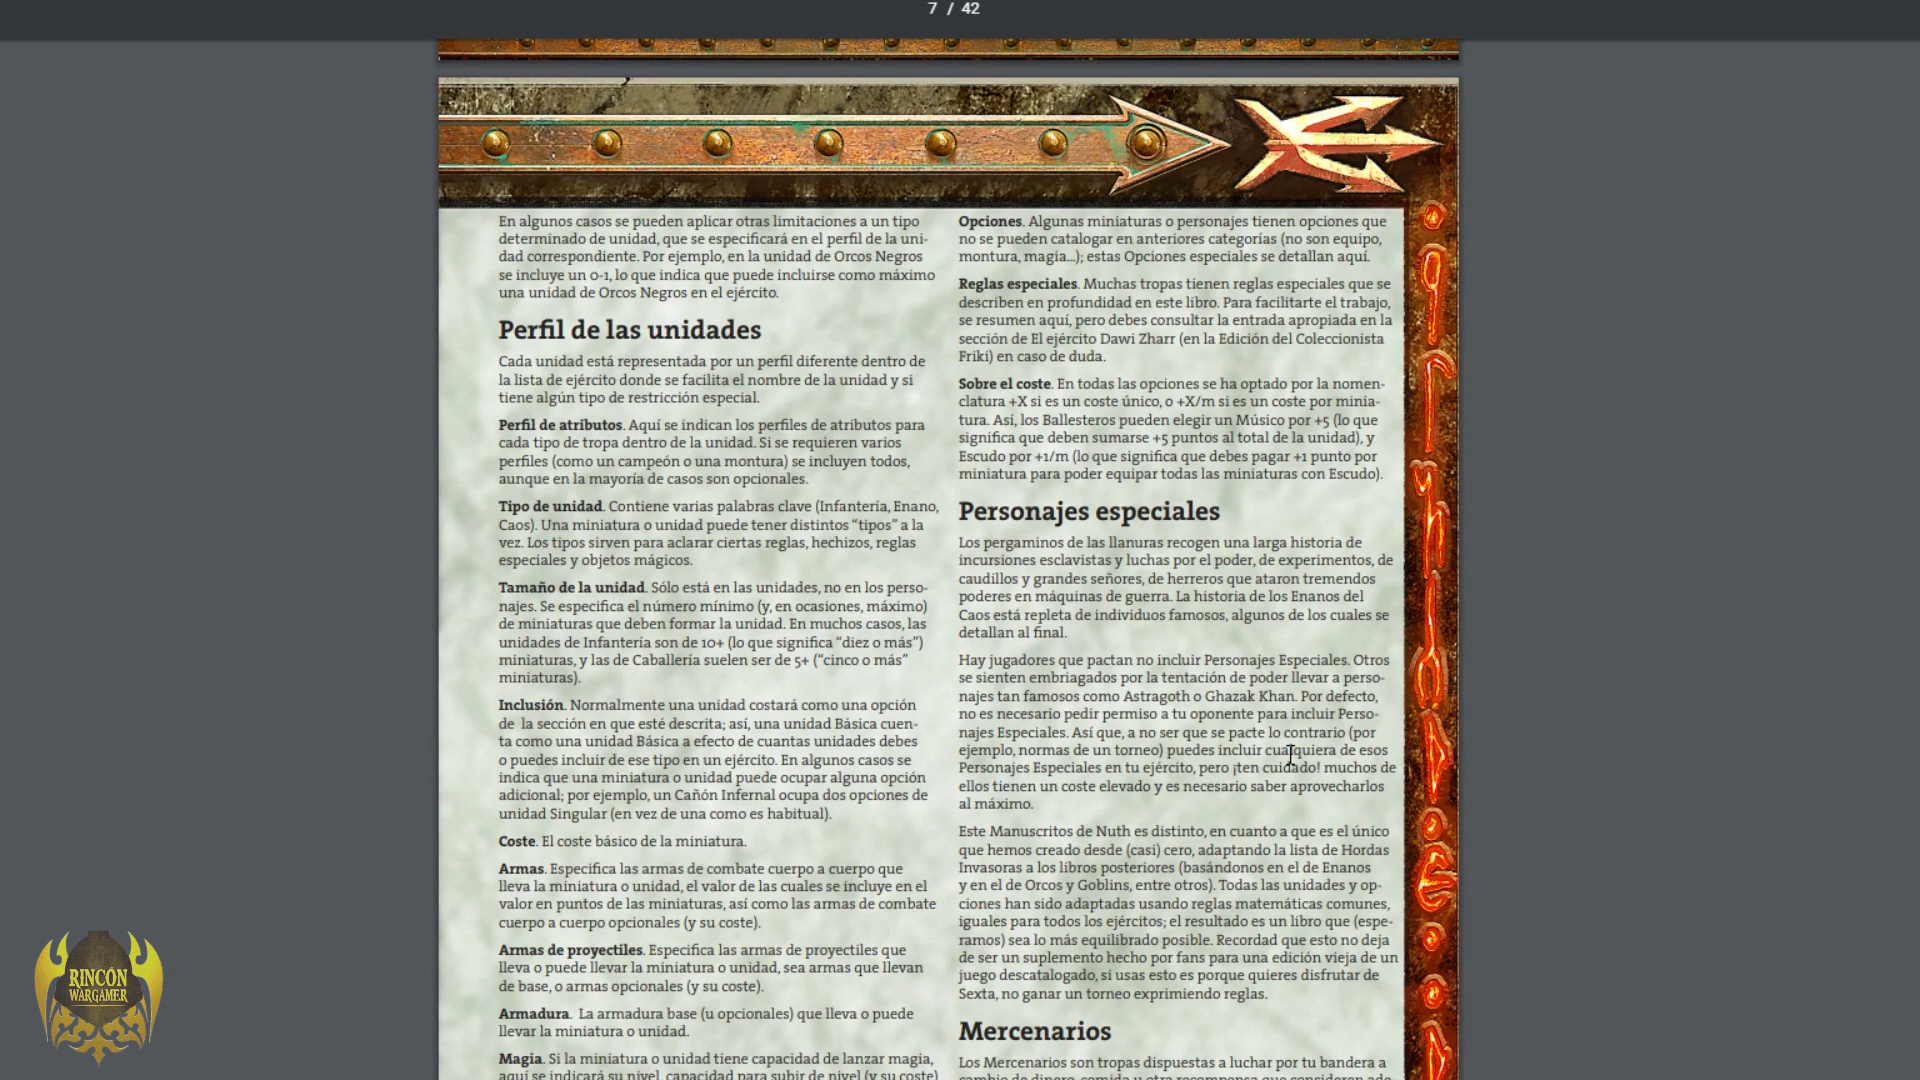 7 / 42
En algunos casos se pueden aplicar otras limitaciones a un tipo
determinado de unidad, que se especificará en el perfil de la uni-
dad correspondiente. Por ejemplo, en la unidad de Orcos Negros
se incluye un 0-1, lo que indica que puede incluirse como máximo
una unidad de Orcos Negros en el ejército.
Perfil de las unidades
Cada unidad está representada por un perfil diferente dentro de
la lista de ejército donde se facilita el nombre de la unidad y si
tiene algún tipo de restricción especial.
Perfil de atributos. Aquí se indican los perfiles de atributos para
cada tipo de tropa dentro de la unidad. Si se requieren varios
perfiles (como un campeón o una montura) se incluyen todos,
aunque en la mayoría de casos son opcionales.
Tipo de unidad. Contiene varias palabras clave (Infantería, Enano,
Caos). Una miniatura o unidad puede tener distintos “tipos” a la
vez. Los tipos sirven para aclarar ciertas reglas, hechizos, reglas
especiales y objetos mágicos.
Tamaño de la unidad. Sólo está en las unidades, no en los perso-
najes. Se especifica el número mínimo (y, en ocasiones, máximo)
de miniaturas que deben formar la unidad. En muchos casos, las
unidades de Infantería son de 10+ (lo que significa “diez o más”)
miniaturas, y las de Caballería suelen ser de 5+ (“cinco o más”
miniaturas).
Inclusión. Normalmente una unidad costará como una opción
de  la sección en que esté descrita; así, una unidad Básica cuen-
ta como una unidad Básica a efecto de cuantas unidades debes
o puedes incluir de ese tipo en un ejército. En algunos casos se
indica que una miniatura o unidad puede ocupar alguna opción
adicional; por ejemplo, un Cañón Infernal ocupa dos opciones de
unidad Singular (en vez de una como es habitual).
Coste. El coste básico de la miniatura.
Armas. Especifica las armas de combate cuerpo a cuerpo que
lleva la miniatura o unidad, el valor de las cuales se incluye en el
valor en puntos de las miniaturas, así como las armas de combate
cuerpo a cuerpo opcionales (y su coste).
Armas de proyectiles. Especifica las armas de proyectiles que
lleva o puede llevar la miniatura o unidad, sea armas que llevan
de base, o armas opcionales (y su coste).
Armadura.  La armadura base (u opcionales) que lleva o puede
llevar la miniatura o unidad.
Magia. Si la miniatura o unidad tiene capacidad de lanzar magia,
aquí se indicará su nivel, capacidad para subir de nivel (y su coste)
Opciones. Algunas miniaturas o personajes tienen opciones que
no se pueden catalogar en anteriores categorías (no son equipo,
montura, magia...); estas Opciones especiales se detallan aquí.
Reglas especiales. Muchas tropas tienen reglas especiales que se
describen en profundidad en este libro. Para facilitarte el trabajo,
se resumen aquí, pero debes consultar la entrada apropiada en la
sección de El ejército Dawi Zharr (en la Edición del Coleccionista
Friki) en caso de duda.
Sobre el coste. En todas las opciones se ha optado por la nomen-
clatura +X si es un coste único, o +X/m si es un coste por minia-
tura. Así, los Ballesteros pueden elegir un Músico por +5 (lo que
significa que deben sumarse +5 puntos al total de la unidad), y
Escudo por +1/m (lo que significa que debes pagar +1 punto por
miniatura para poder equipar todas las miniaturas con Escudo).
Personajes especiales
Los pergaminos de las llanuras recogen una larga historia de
incursiones esclavistas y luchas por el poder, de experimentos, de
caudillos y grandes señores, de herreros que ataron tremendos
poderes en máquinas de guerra. La historia de los Enanos del
Caos está repleta de individuos famosos, algunos de los cuales se
detallan al final.
Hay jugadores que pactan no incluir Personajes Especiales. Otros
se sienten embriagados por la tentación de poder llevar a perso-
najes tan famosos como Astragoth o Ghazak Khan. Por defecto,
no es necesario pedir permiso a tu oponente para incluir Perso-
najes Especiales. Así que, a no ser que se pacte lo contrario (por
ejemplo, normas de un torneo) puedes incluir cualquiera de esos
Personajes Especiales en tu ejército, pero ¡ten cuidado! muchos de
ellos tienen un coste elevado y es necesario saber aprovecharlos
al máximo.
Este Manuscritos de Nuth es distinto, en cuanto a que es el único
que hemos creado desde (casi) cero, adaptando la lista de Hordas
Invasoras a los libros posteriores (basándonos en el de Enanos
y en el de Orcos y Goblins, entre otros). Todas las unidades y op-
ciones han sido adaptadas usando reglas matemáticas comunes,
iguales para todos los ejércitos; el resultado es un libro que (espe-
ramos) sea lo más equilibrado posible. Recordad que esto no deja
de ser un suplemento hecho por fans para una edición vieja de un
juego descatalogado, si usas esto es porque quieres disfrutar de
Sexta, no ganar un torneo exprimiendo reglas.
Mercenarios
Los Mercenarios son tropas dispuestas a luchar por tu bandera a
cambio de dinero, comida u otra recompensa que consideren ade-
RINCÓN
WARGAMER